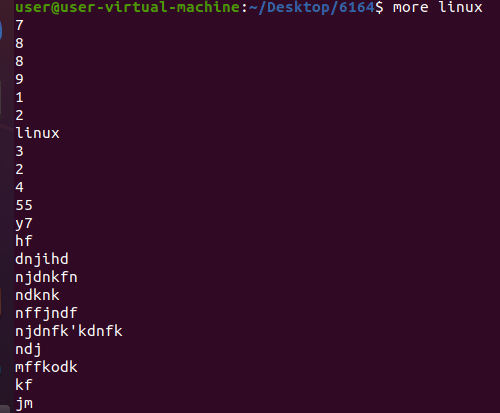 user@user-virtual-machine:~/Desktop/6164$ more linux
7
8
8
9
1
2
linux
3
2
4
55
y7
hf
dnjihd
njdnkfn
ndknk
nffjndf
njdnfk'kdnfk
ndj
mffkodk
kf
jm